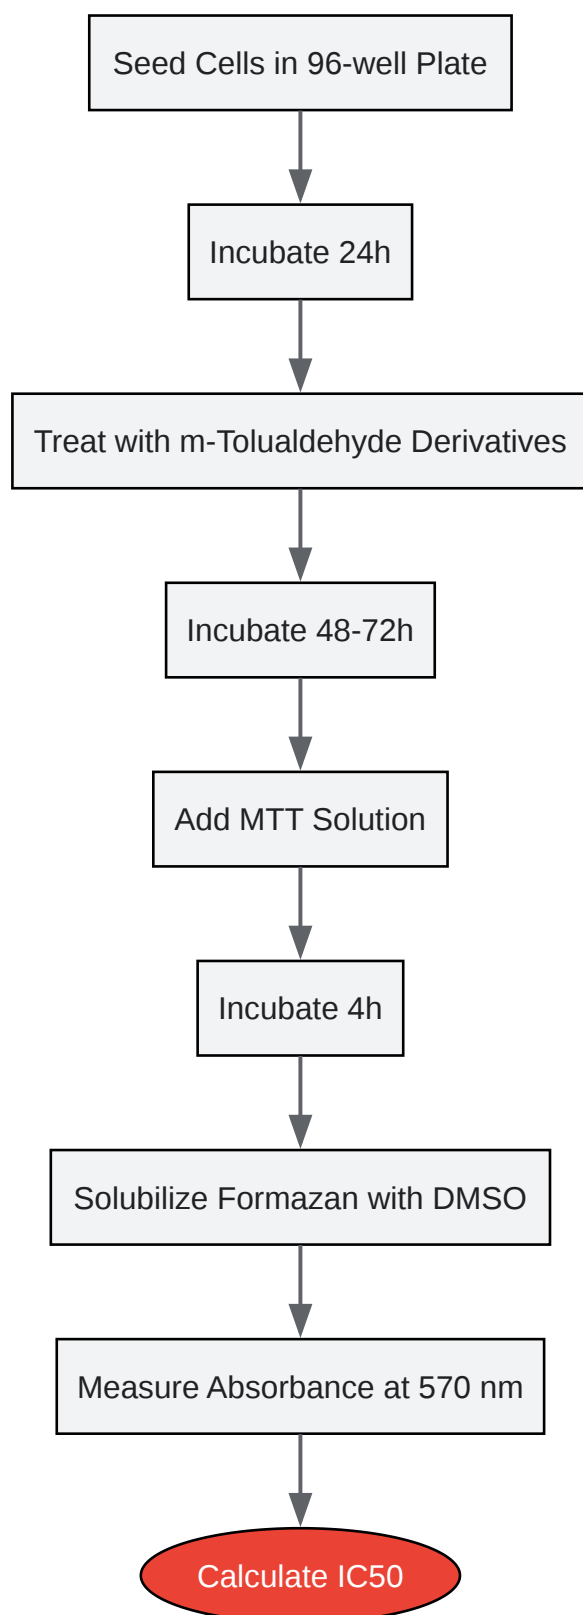 Seed Cells in 96-well Plate
Incubate 24h
Treat with m-Tolualdehyde Derivatives
Incubate 48-72h
Add MTT Solution
Incubate 4h
Solubilize Formazan with DMSO
Measure Absorbance at 570 nm
Calculate IC50